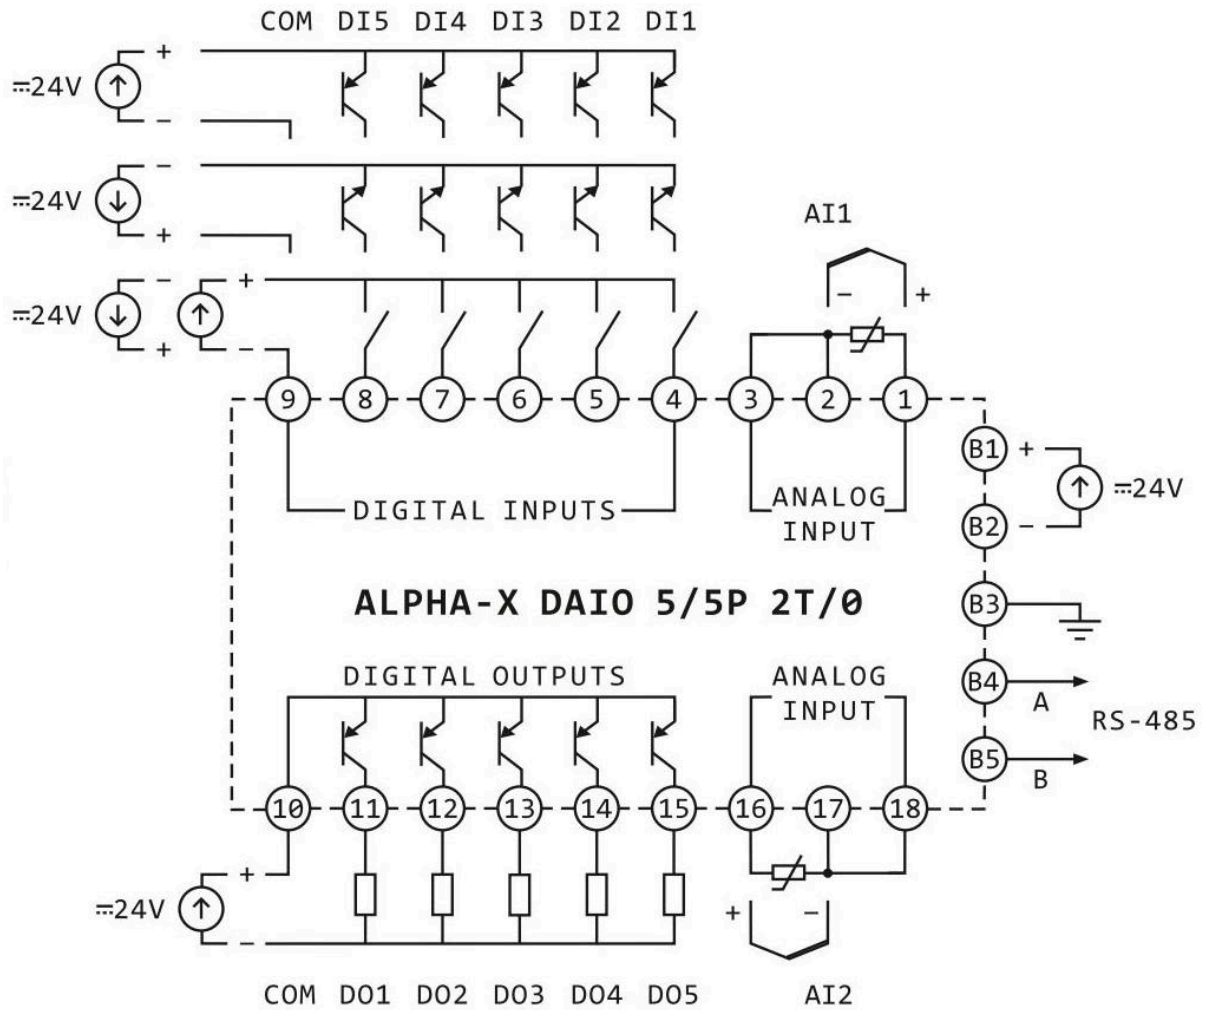 COM DI5 DI4 DI3 DI2 DI1
+
⎓24V
−
−
⎓24V
+
AI1
− +
⎓24V
+ −
− +
9 8 7 6 5 4 3 2 1
B1 +
⎓24V
B2 −
DIGITAL INPUTS
ANALOG
INPUT
ALPHA-X DAIO 5/5P 2T/0
B3
B4
A
RS-485
B5
B
DIGITAL OUTPUTS
ANALOG
INPUT
10 11 12 13 14 15 16 17 18
+
⎓24V
−
+ −
COM DO1 DO2 DO3 DO4 DO5 AI2